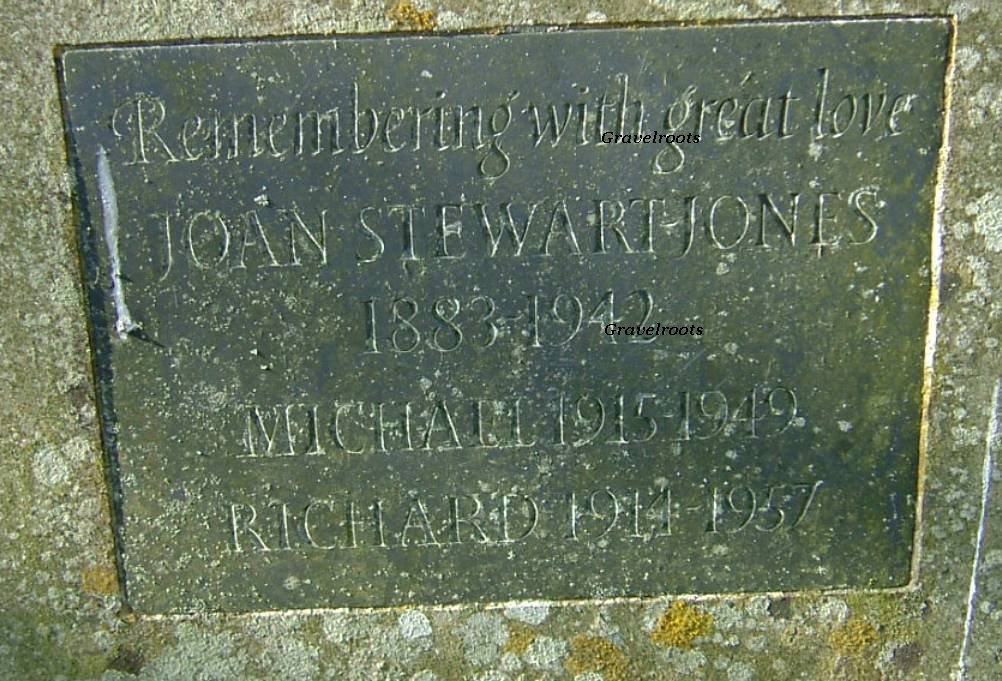 Remembering with great love
Gravelroots
JOAN STEWART-JONES
1883-1942
Gravelroots
MICHAEL 1915-1949
RICHARD 1914-1957